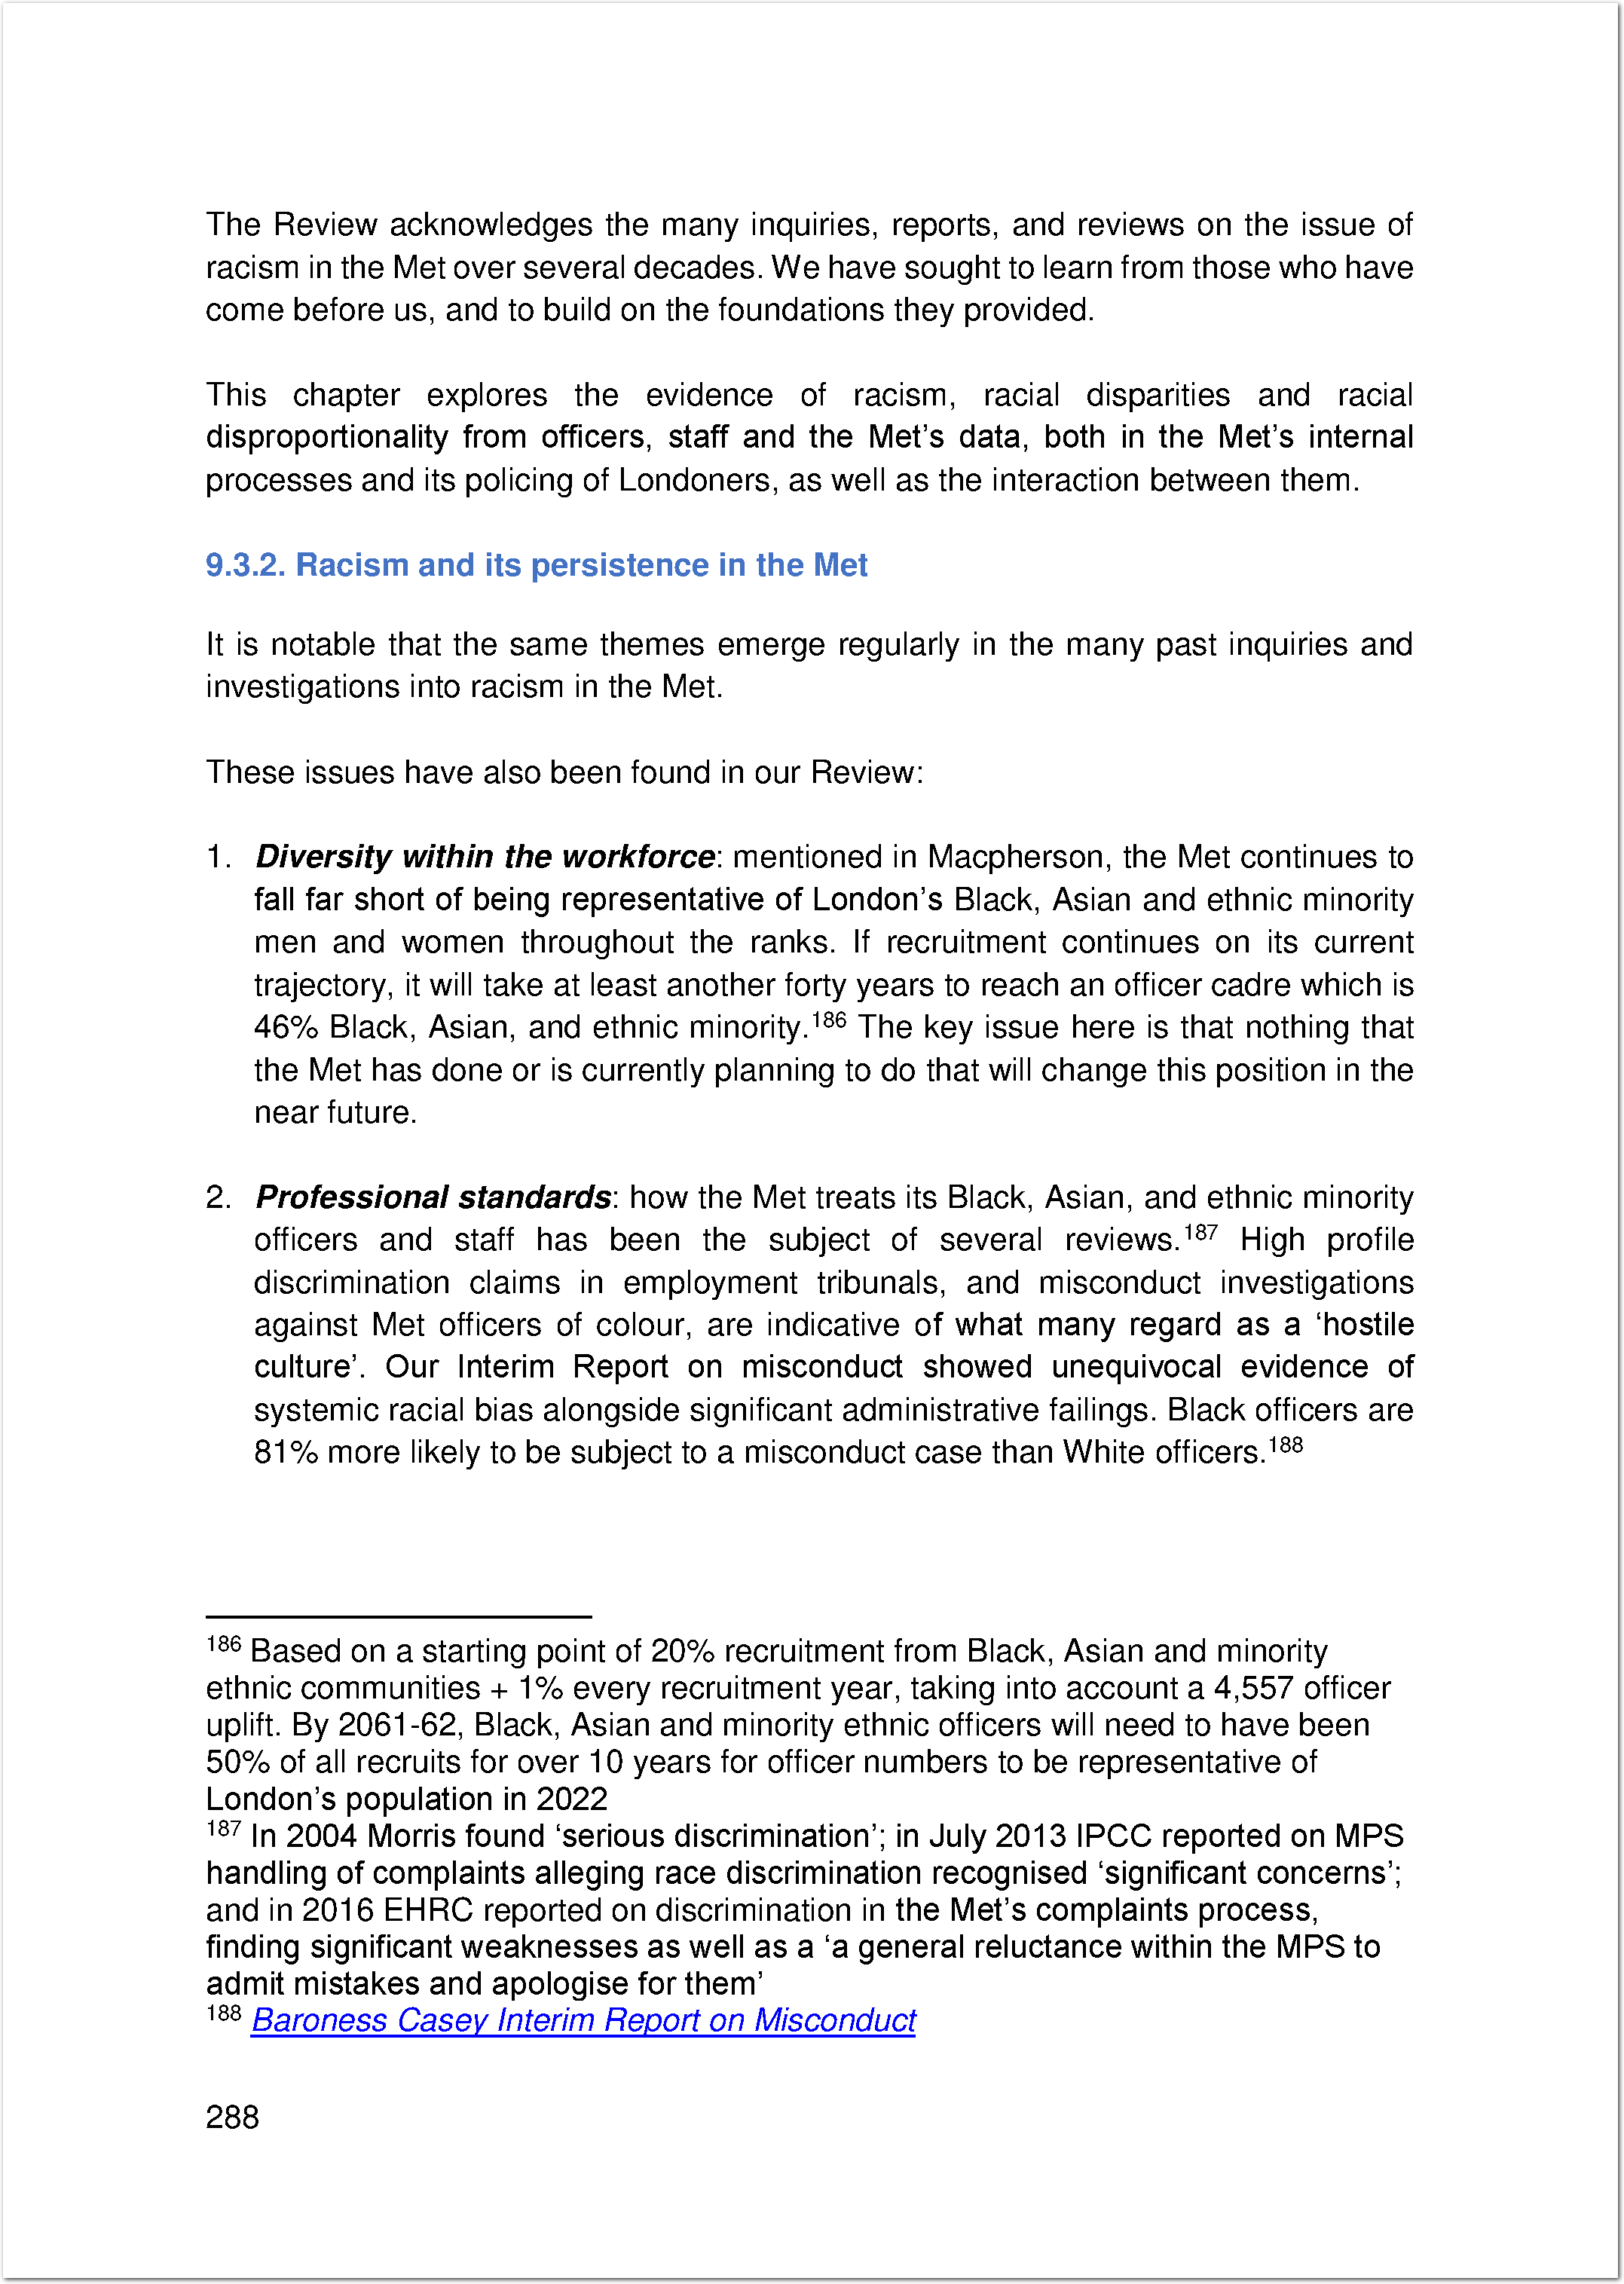 The Review acknowledges the many inquiries, reports, and reviews on the issue of
racism in the Met over several decades. We have sought to learn from those who have
come before us, and to build on the foundations they provided.
This chapter explores the evidence of racism, racial disparities and racial
disproportionality from officers, staff and the Met’s data, both in the Met’s internal
processes and its policing of Londoners, as well as the interaction between them.
9.3.2. Racism and its persistence in the Met
It is notable that the same themes emerge regularly in the many past inquiries and
investigations into racism in the Met.
These issues have also been found in our Review:
1. Diversity within the workforce: mentioned in Macpherson, the Met continues to
fall far short of being representative of London’s Black, Asian and ethnic minority
men and women throughout the ranks. If recruitment continues on its current
trajectory, it will take at least another forty years to reach an officer cadre which is
46% Black, Asian, and ethnic minority.186 The key issue here is that nothing that
the Met has done or is currently planning to do that will change this position in the
near future.
2. Professional standards: how the Met treats its Black, Asian, and ethnic minority
officers and staff has been the subject of several reviews.187 High profile
discrimination claims in employment tribunals, and misconduct investigations
against Met officers of colour, are indicative of what many regard as a ‘hostile
culture’. Our Interim Report on misconduct showed unequivocal evidence of
systemic racial bias alongside significant administrative failings. Black officers are
81% more likely to be subject to a misconduct case than White officers.188
186 Based on a starting point of 20% recruitment from Black, Asian and minority
ethnic communities + 1% every recruitment year, taking into account a 4,557 officer
uplift. By 2061-62, Black, Asian and minority ethnic officers will need to have been
50% of all recruits for over 10 years for officer numbers to be representative of
London’s population in 2022
187 In 2004 Morris found ‘serious discrimination’; in July 2013 IPCC reported on MPS
handling of complaints alleging race discrimination recognised ‘significant concerns’;
and in 2016 EHRC reported on discrimination in the Met’s complaints process,
finding significant weaknesses as well as a ‘a general reluctance within the MPS to
admit mistakes and apologise for them’
188 Baroness Casey Interim Report on Misconduct
288